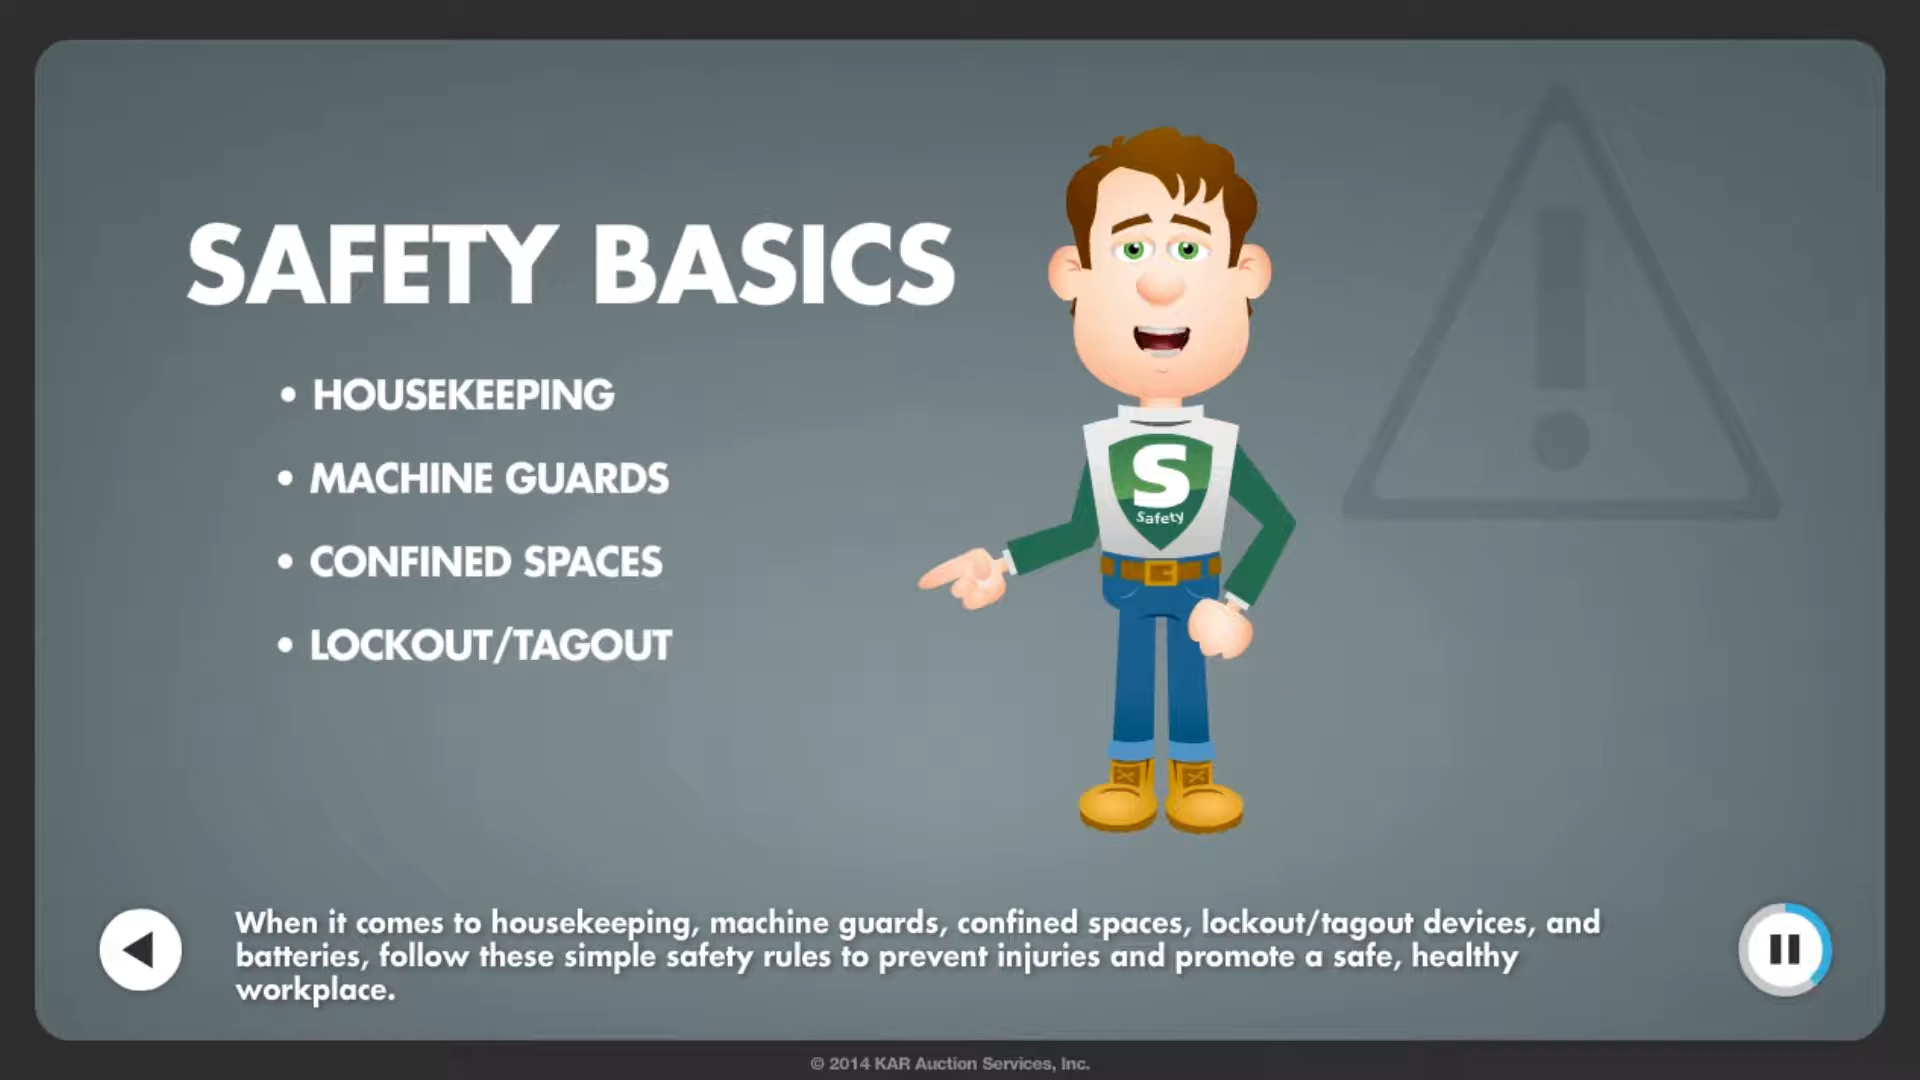 SAFETY BASICS
• HOUSEKEEPING
• MACHINE GUARDS
• CONFINED SPACES
• LOCKOUT/TAGOUT
S
Safety
When it comes to housekeeping, machine guards, confined spaces, lockout/tagout devices, and
batteries, follow these simple safety rules to prevent injuries and promote a safe, healthy
workplace.
© 2014 KAR Auction Services, Inc.